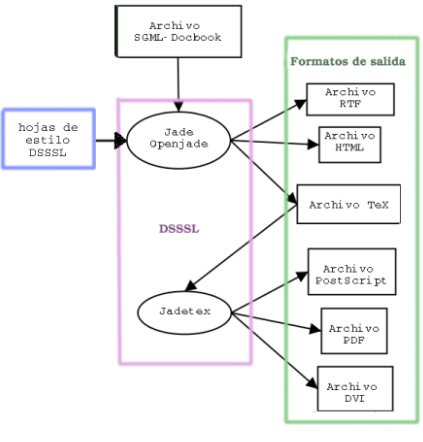 Archivo
SGML-Docbook
Formatos de salida
Archivo
RTF
hojas de
estilo
DSSSL
Jade
Openjade
Archivo
HTML
Archivo TeX
DSSSL
Archivo
PostScript
Jadetex
Archivo
PDF
Archivo
DVI